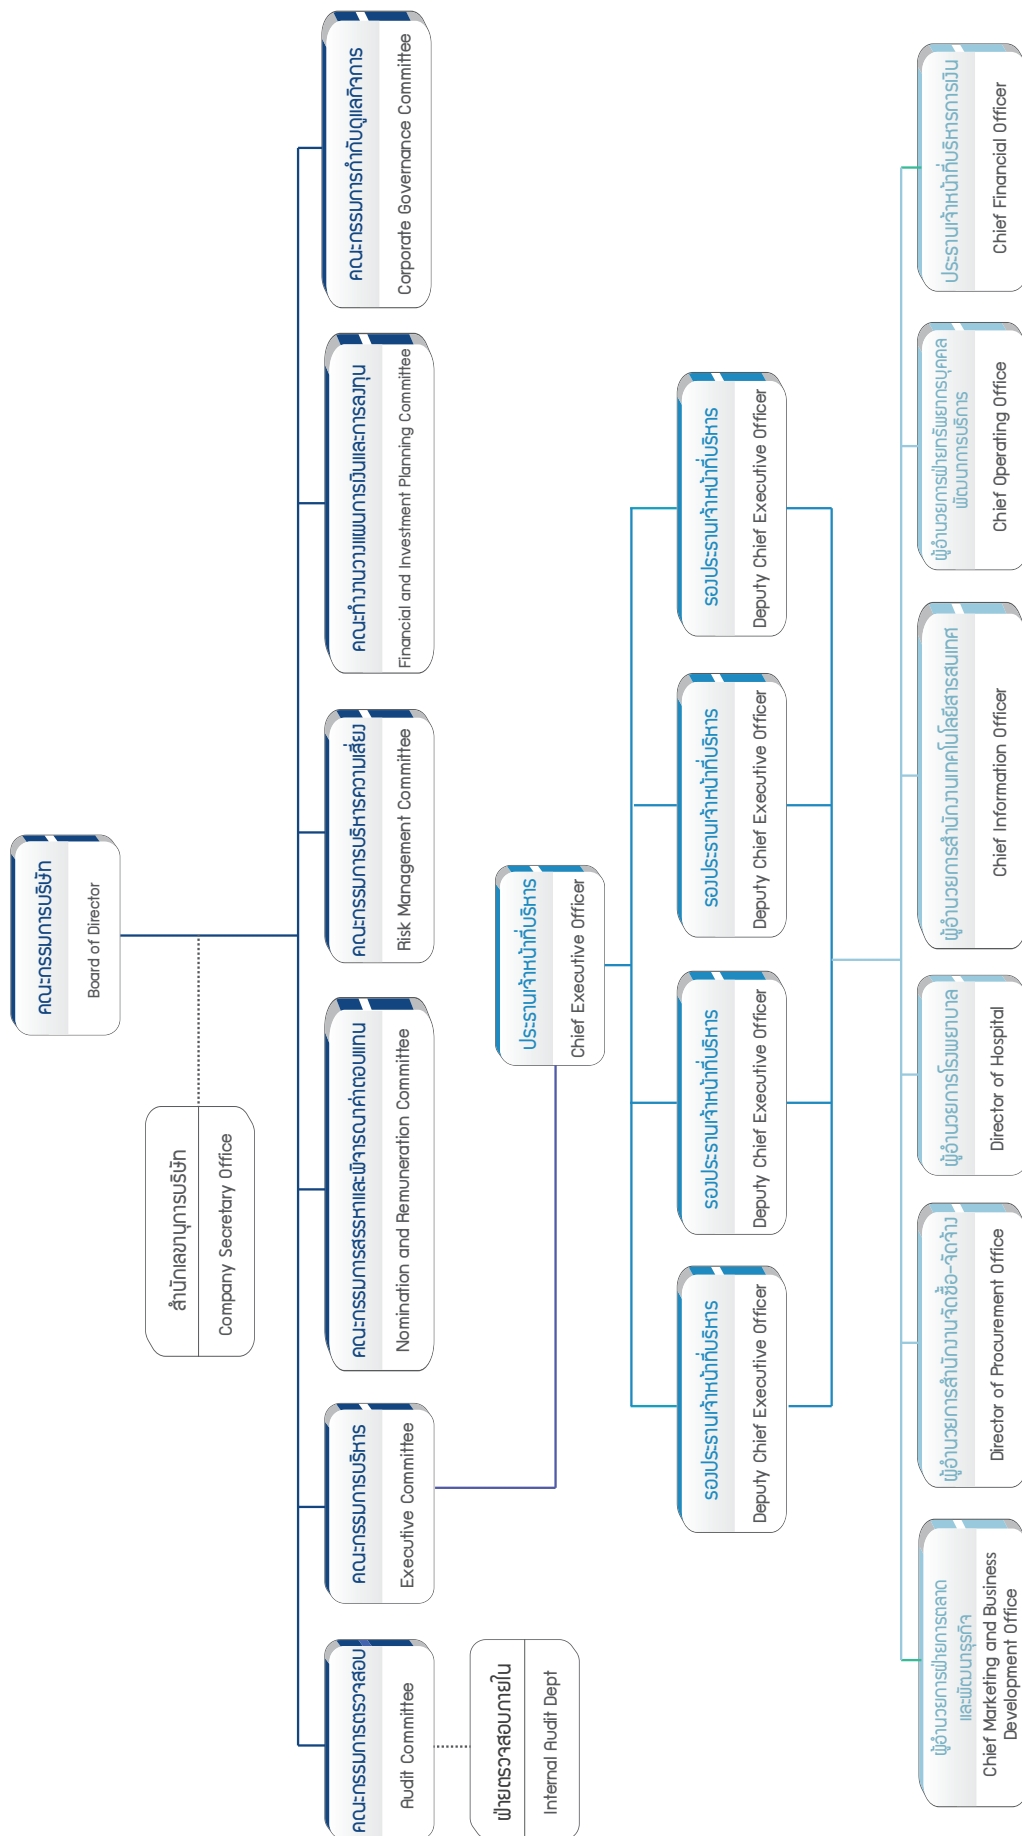 คณะกรรมการบริษัท
Board of Director
สำนักเลขานุการบริษัท
Company Secretary Office
คณะกรรมการตรวจสอบ
Audit Committee
คณะกรรมการบริหาร
Executive Committee
คณะกรรมการสรรหาและพิจารณาค่าตอบแทน
Nomination and Remuneration Committee
คณะกรรมการบริหารความเสี่ยง
Risk Management Committee
คณะทำงานวางแผนการเงินและการลงทุน
Financial and Investment Planning Committee
คณะกรรมการกำกับดูแลกิจการ
Corporate Governance Committee
ฝ่ายตรวจสอบภายใน
Internal Audit Dept
ประธานเจ้าหน้าที่บริหาร
Chief Executive Officer
รองประธานเจ้าหน้าที่บริหาร
Deputy Chief Executive Officer
รองประธานเจ้าหน้าที่บริหาร
Deputy Chief Executive Officer
รองประธานเจ้าหน้าที่บริหาร
Deputy Chief Executive Officer
รองประธานเจ้าหน้าที่บริหาร
Deputy Chief Executive Officer
ผู้อำนวยการฝ่ายการตลาด
และพัฒนาธุรกิจ
Chief Marketing and Business
Development Office
ผู้อำนวยการสำนักงานจัดซื้อ-จัดจ้าง
Director of Procurement Office
ผู้อำนวยการโรงพยาบาล
Director of Hospital
ผู้อำนวยการสำนักงานเทคโนโลยีสารสนเทศ
Chief Information Officer
ผู้อำนวยการฝ่ายทรัพยากรบุคคล
พัฒนาการบริการ
Chief Operating Office
ประธานเจ้าหน้าที่บริหารการเงิน
Chief Financial Officer